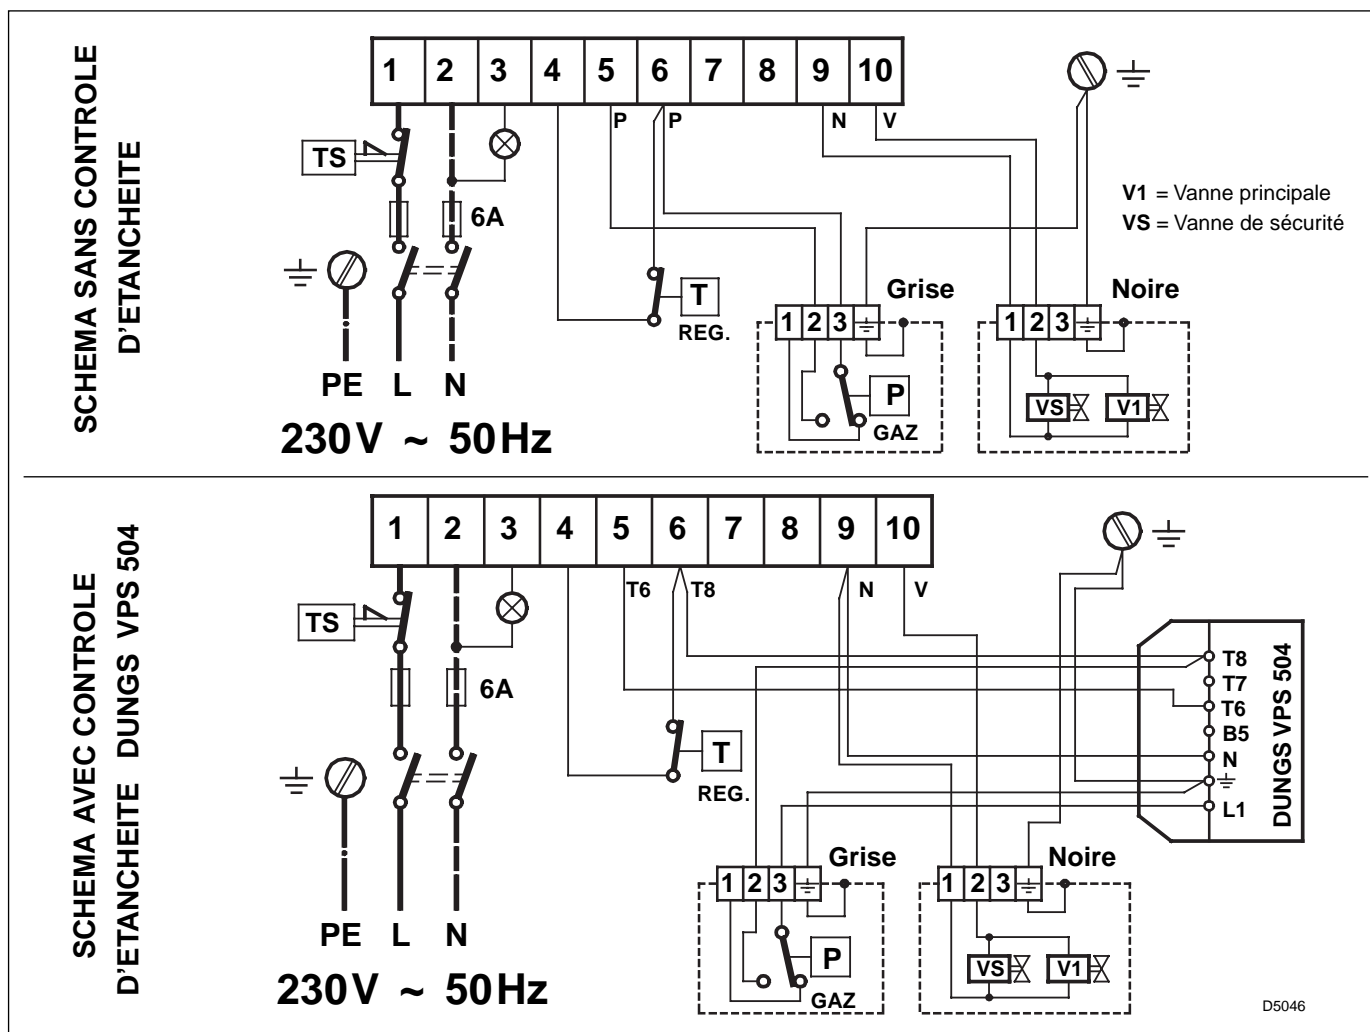 SCHEMA SANS CONTROLE
D'ETANCHEITE
1 2 3 4 5 6 7 8 9 10
P P N V
TS
6A
V1 = Vanne principale
VS = Vanne de sécurité
T
REG.
Grise
Noire
1 2 3
1 2 3
P
GAZ
VS V1
PE L N
230V ~ 50Hz
SCHEMA AVEC CONTROLE
D'ETANCHEITE DUNGS VPS 504
1 2 3 4 5 6 7 8 9 10
T6 T8 N V
TS
6A
T
REG.
T8
T7
T6
B5
N
L1
DUNGS VPS 504
Grise
Noire
1 2 3
1 2 3
P
GAZ
VS V1
PE L N
230V ~ 50Hz
D5046